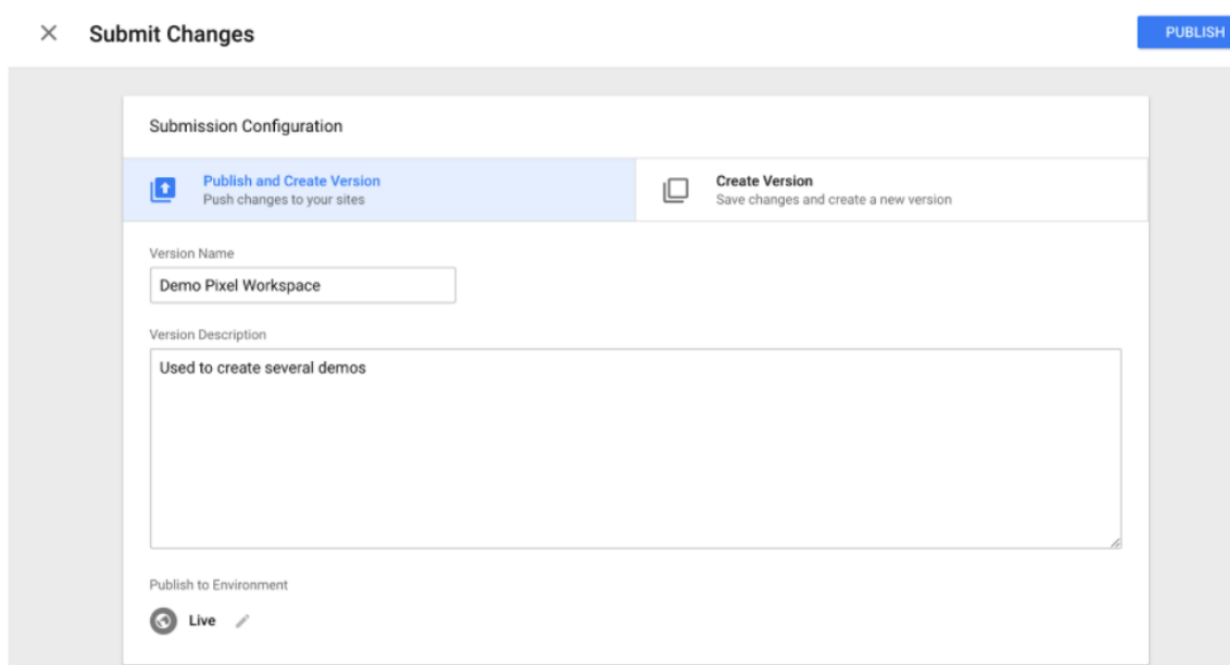 Submit Changes
PUBLISH
Submission Configuration
Publish and Create Version
Push changes to your sites
Create Version
Save changes and create a new version
Version Name
Demo Pixel Workspace
Version Description
Used to create several demos
Publish to Environment
Live